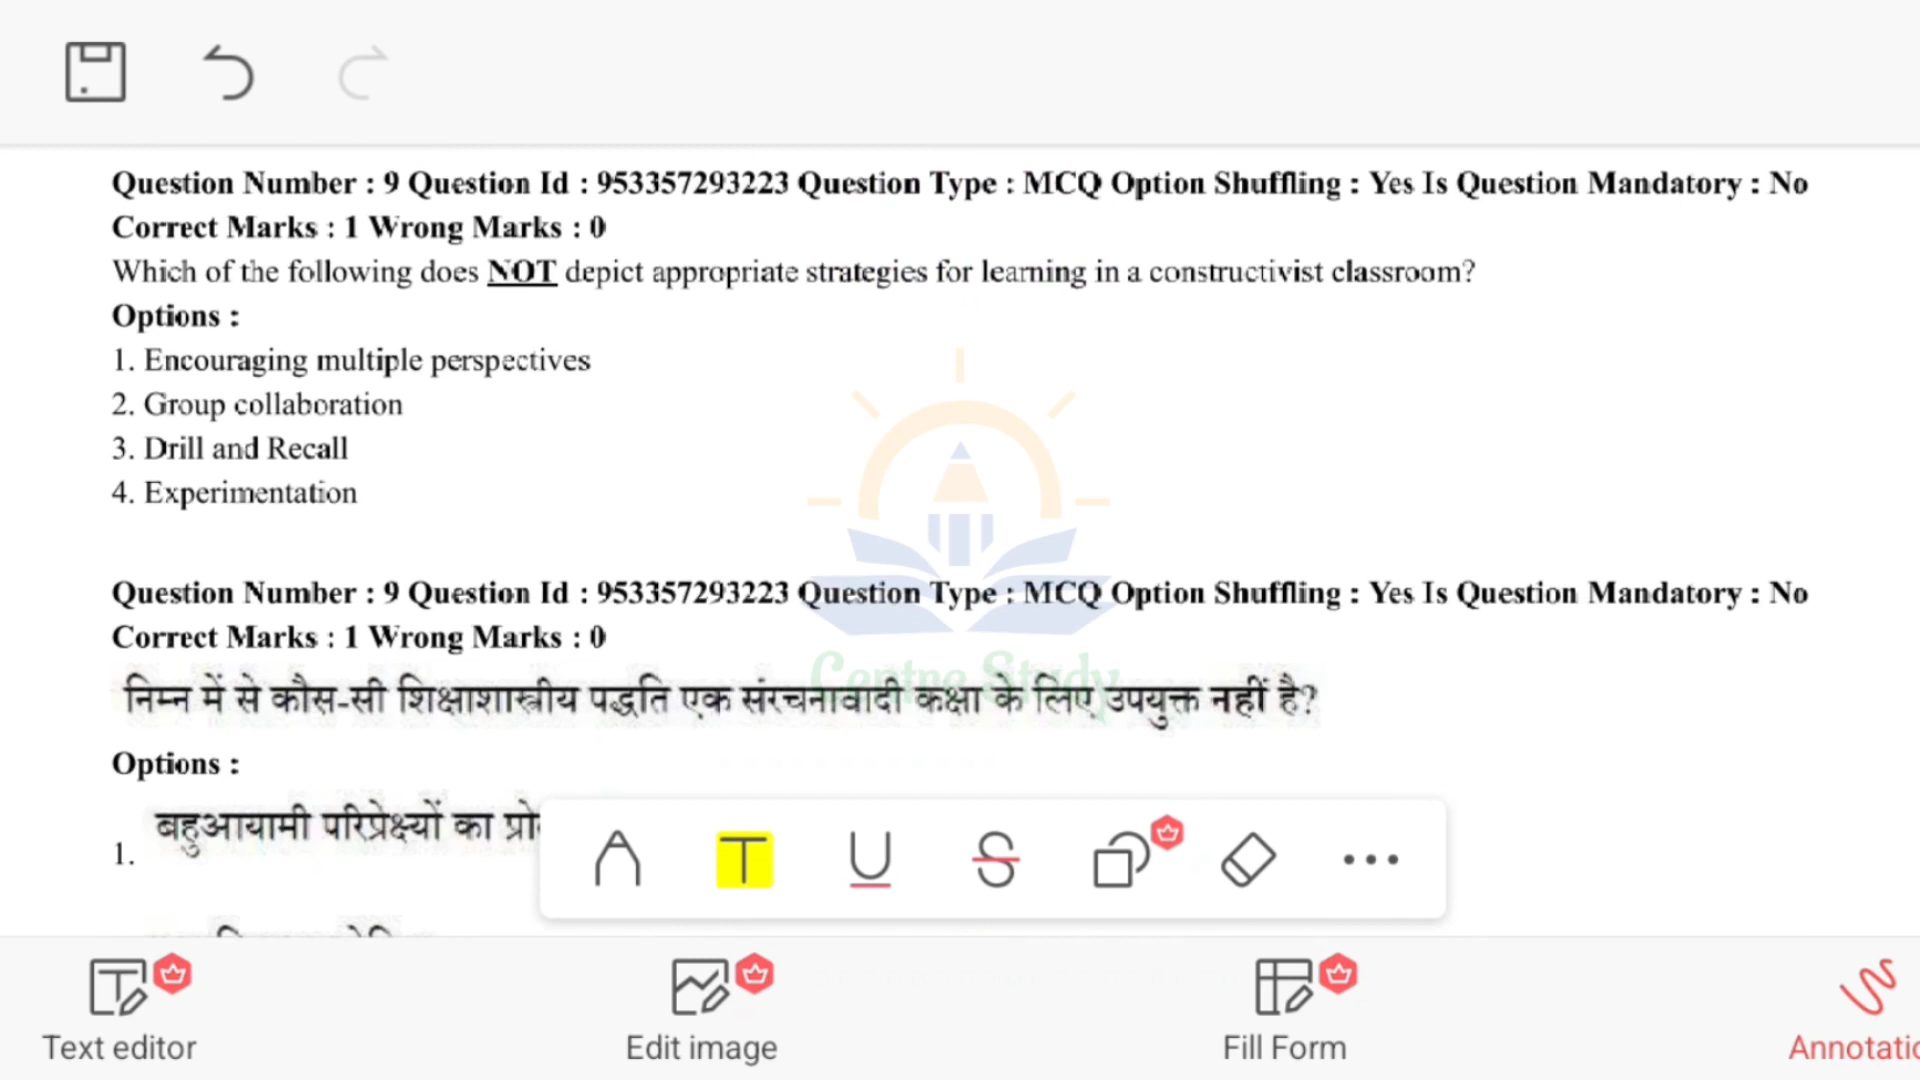 Question Number : 9 Question Id : 953357293223 Question Type : MCQ Option Shuffling : Yes Is Question Mandatory : No
Correct Marks : 1 Wrong Marks : 0
Which of the following does NOT depict appropriate strategies for learning in a constructivist classroom?
Options :
1. Encouraging multiple perspectives
2. Group collaboration
3. Drill and Recall
4. Experimentation
Question Number : 9 Question Id : 953357293223 Question Type : MCQ Option Shuffling : Yes Is Question Mandatory : No
Correct Marks : 1 Wrong Marks : 0
Centre Study
निम्न में से कौस-सी शिक्षाशास्त्रीय पद्धति एक संरचनावादी कक्षा के लिए उपयुक्त नहीं है?
Options :
1. बहुआयामी परिप्रेक्ष्यों का
Text editor
Edit image
Fill Form
Annotatio